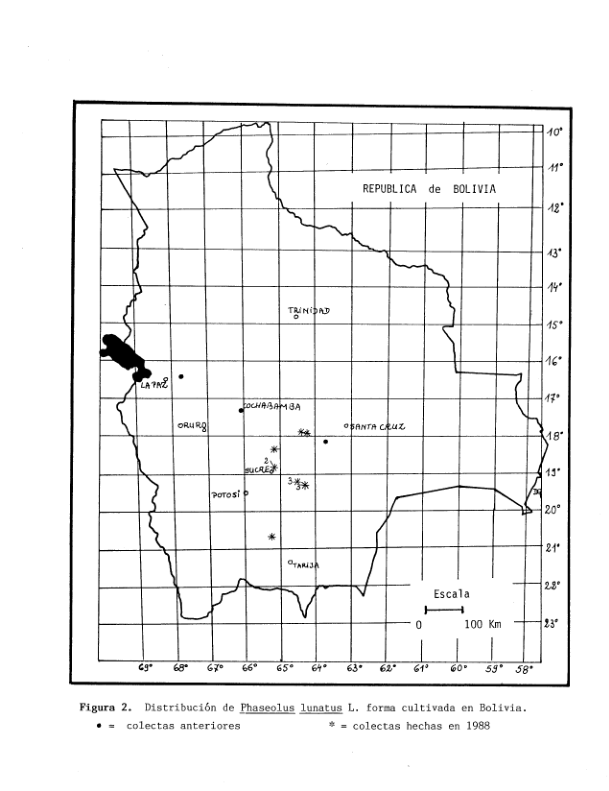 10°
11°
REPUBLICA de BOLIVIA
12°
13°
14°
TRINIDAD
15°
16°
LA PAZ
17°
COCHABAMBA
ORURO
SANTA CRUZ
18°
2
SUCRE
19°
3
3
POTOSÍ
20°
21°
TARIJA
22°
Escala
0 100 Km
23°
69° 68° 67° 66° 65° 64° 63° 62° 61° 60° 59° 58°
Figura 2. Distribución de Phaseolus lunatus L. forma cultivada en Bolivia.
• = colectas anteriores * = colectas hechas en 1988